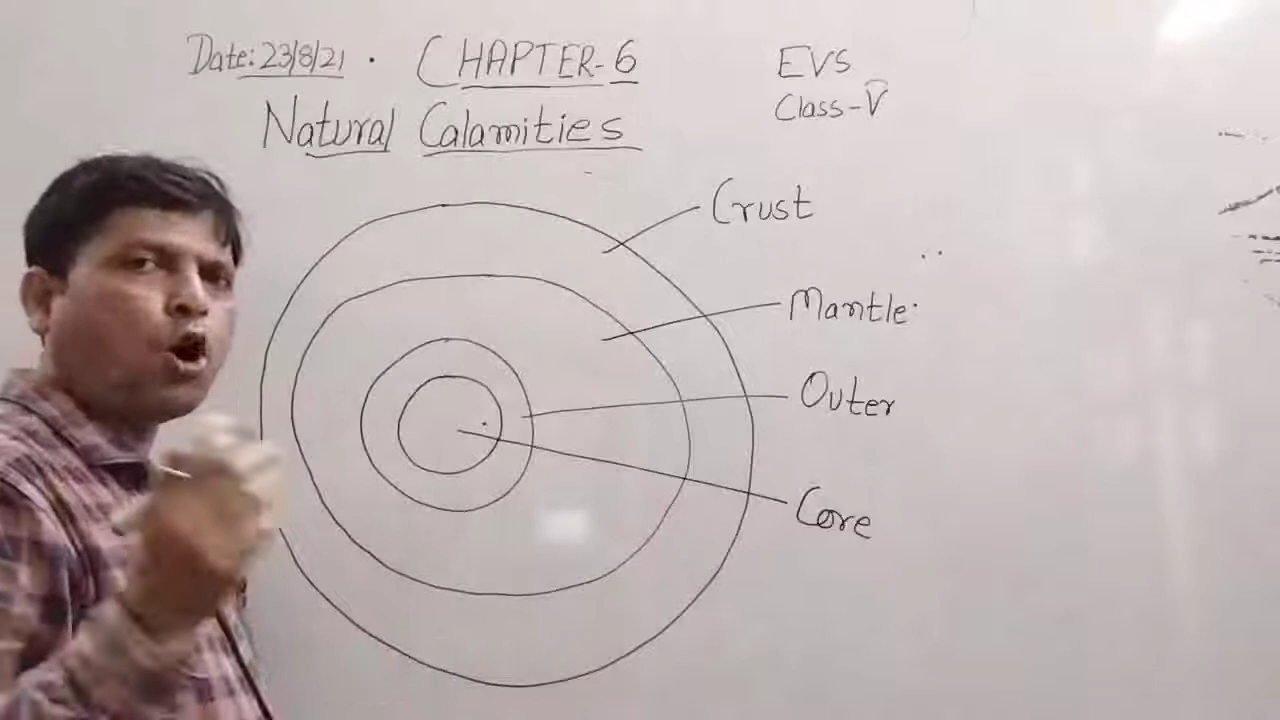 Date: 23/8/21 . CHAPTER-6
Natural Calamities
EVS
Class-V
Crust
Mantle
Outer
Core